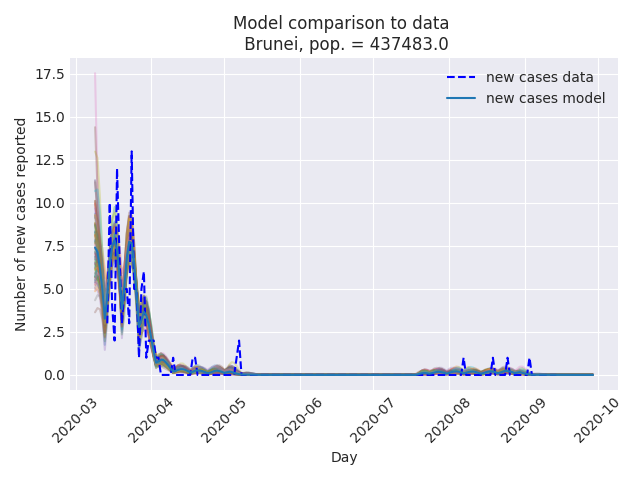 Model comparison to data
Brunei, pop. = 437483.0
new cases data
new cases model
Number of new cases reported
17.5
15.0
12.5
10.0
7.5
5.0
2.5
0.0
2020-03
2020-04
2020-05
2020-06
2020-07
2020-08
2020-09
2020-10
Day